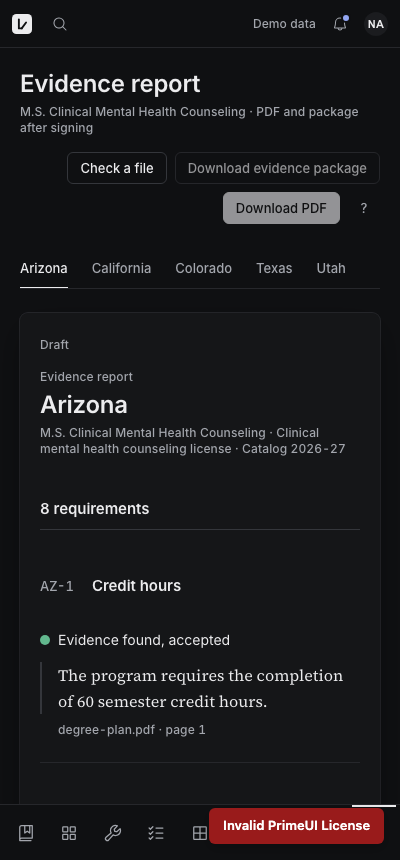 Demo data
NA
Evidence report
M.S. Clinical Mental Health Counseling · PDF and package
after signing
Check a file
Download evidence package
Download PDF
?
Arizona
California
Colorado
Texas
Utah
Draft
Evidence report
Arizona
M.S. Clinical Mental Health Counseling · Clinical
mental health counseling license · Catalog 2026-27
8 requirements
AZ-1 Credit hours
Evidence found, accepted
The program requires the completion
of 60 semester credit hours.
degree-plan.pdf · page 1
Invalid PrimeUI License